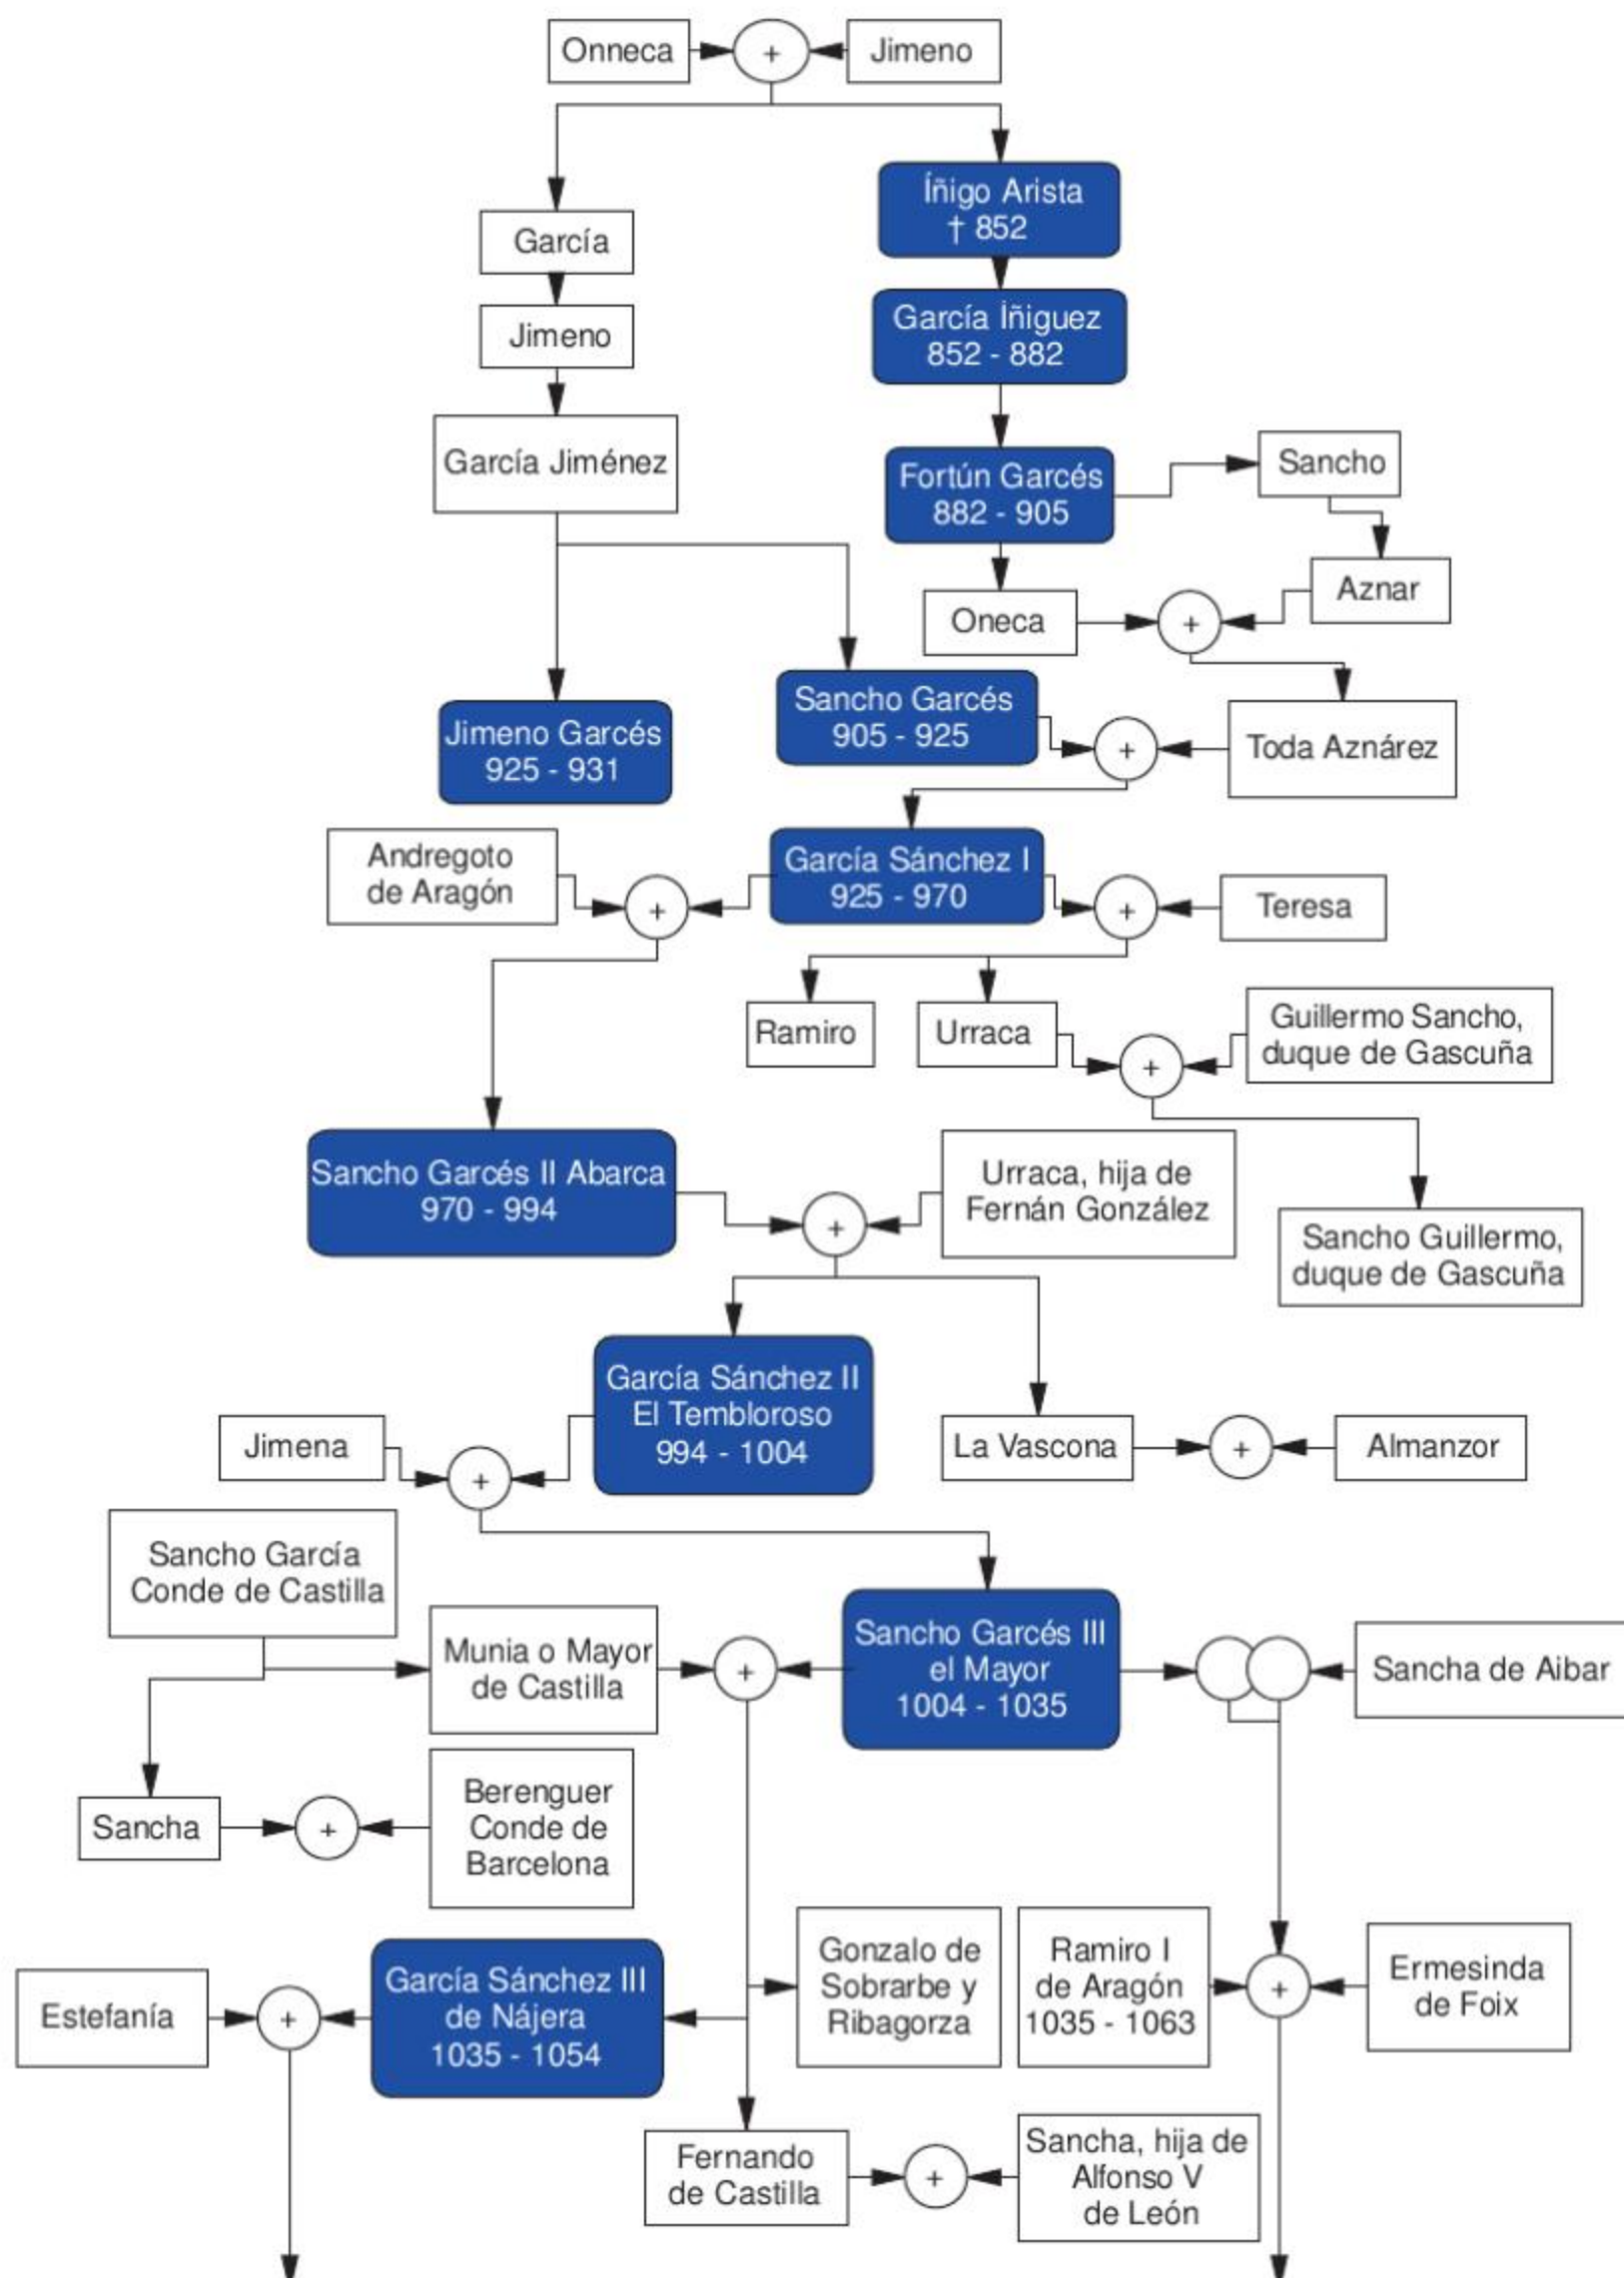 Onneca
+
Jimeno
Íñigo Arista
† 852
García
García Íñiguez
852 - 882
Jimeno
García Jiménez
Fortún Garcés
882 - 905
Sancho
Aznar
Oneca
+
Sancho Garcés
905 - 925
Jimeno Garcés
925 - 931
+
Toda Aznárez
Andregoto
de Aragón
+
García Sánchez I
925 - 970
+
Teresa
Ramiro
Urraca
Guillermo Sancho,
duque de Gascuña
+
Sancho Garcés II Abarca
970 - 994
+
Urraca, hija de
Fernán González
Sancho Guillermo,
duque de Gascuña
García Sánchez II
El Tembloroso
994 - 1004
Jimena
+
La Vascona
+
Almanzor
Sancho García
Conde de Castilla
Munia o Mayor
de Castilla
+
Sancho Garcés III
el Mayor
1004 - 1035
Sancha de Aibar
Sancha
+
Berenguer
Conde de
Barcelona
Estefanía
+
García Sánchez III
de Nájera
1035 - 1054
Gonzalo de
Sobrarbe y
Ribagorza
Ramiro I
de Aragón
1035 - 1063
+
Ermesinda
de Foix
Fernando
de Castilla
+
Sancha, hija de
Alfonso V
de León